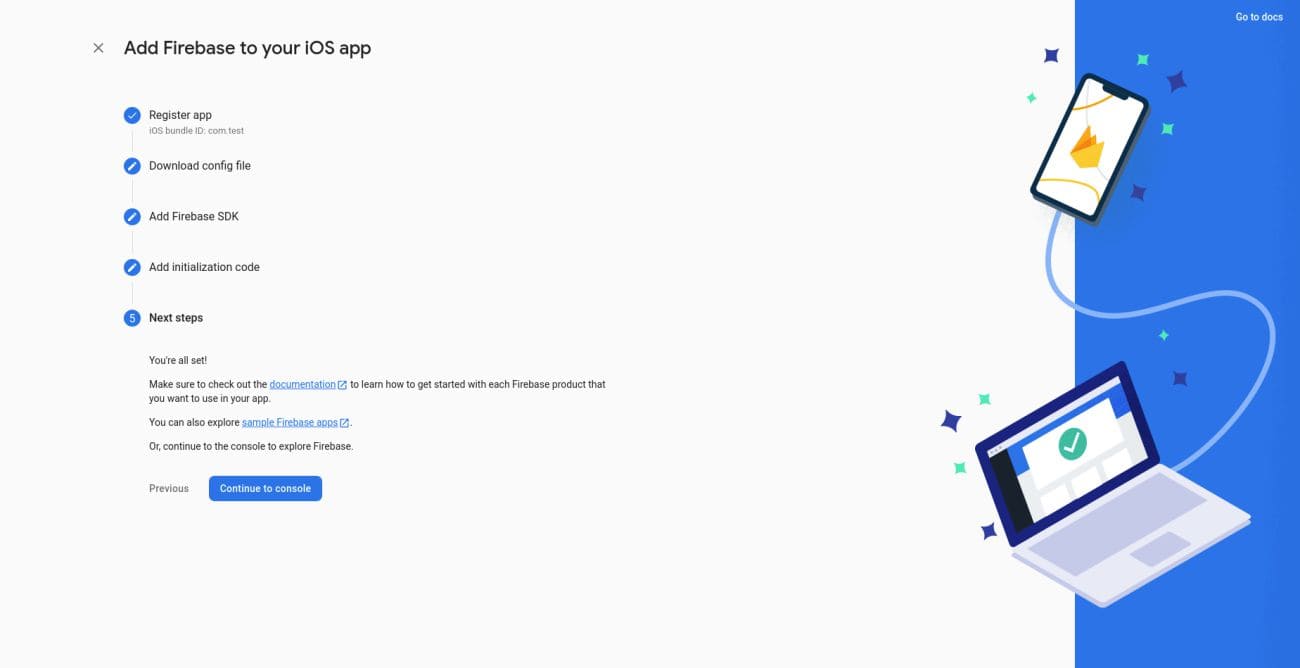 Go to docs
Add Firebase to your iOS app
Register app
iOS bundle ID: com.test
Download config file
Add Firebase SDK
Add initialization code
5 Next steps
You're all set!
Make sure to check out the documentation to learn how to get started with each Firebase product that
you want to use in your app.
You can also explore sample Firebase apps.
Or, continue to the console to explore Firebase.
Previous Continue to console